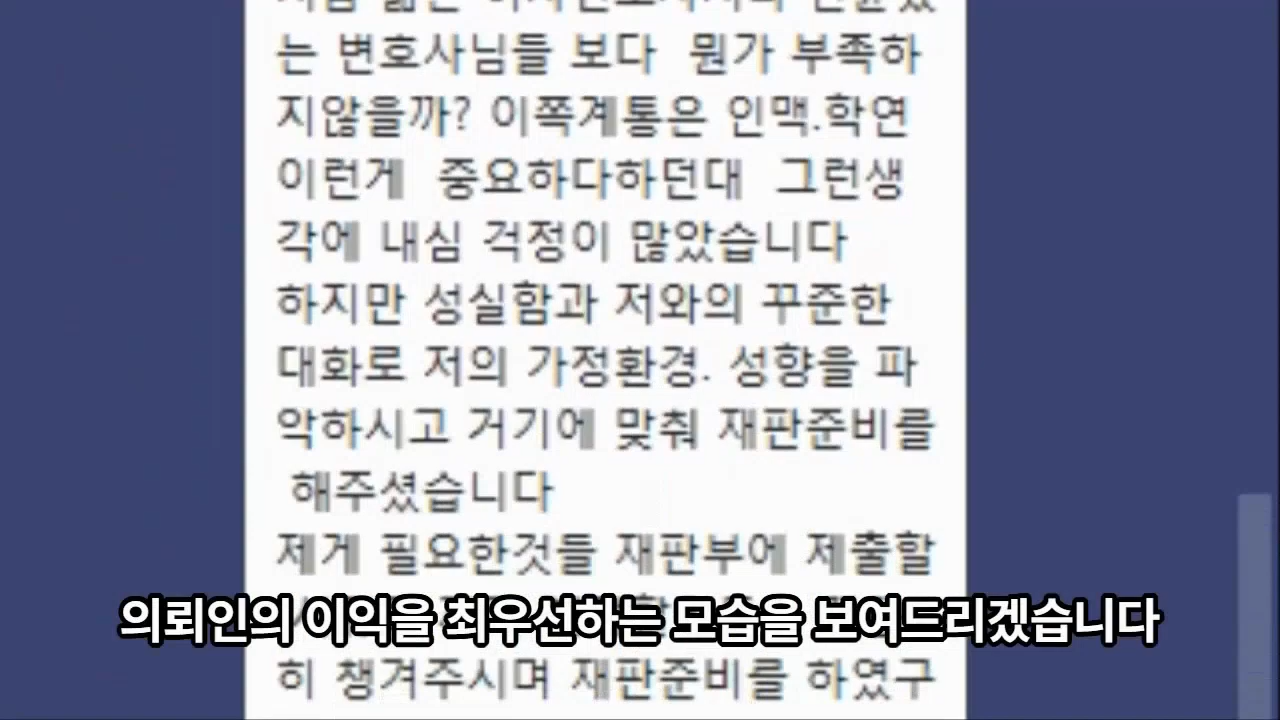 는 변호사님들 보다 뭔가 부족하
지않을까? 이쪽계통은 인맥.학연
이런게 중요하다하던대 그런생
각에 내심 걱정이 많았습니다
하지만 성실함과 저와의 꾸준한
대화로 저의 가정환경. 성향을 파
악하시고 거기에 맞춰 재판준비를
해주셨습니다
제게 필요한것들 재판부에 제출할
의뢰인의 이익을 최우선하는 모습을 보여드리겠습니다
히 챙겨주시며 재판준비를 하였구